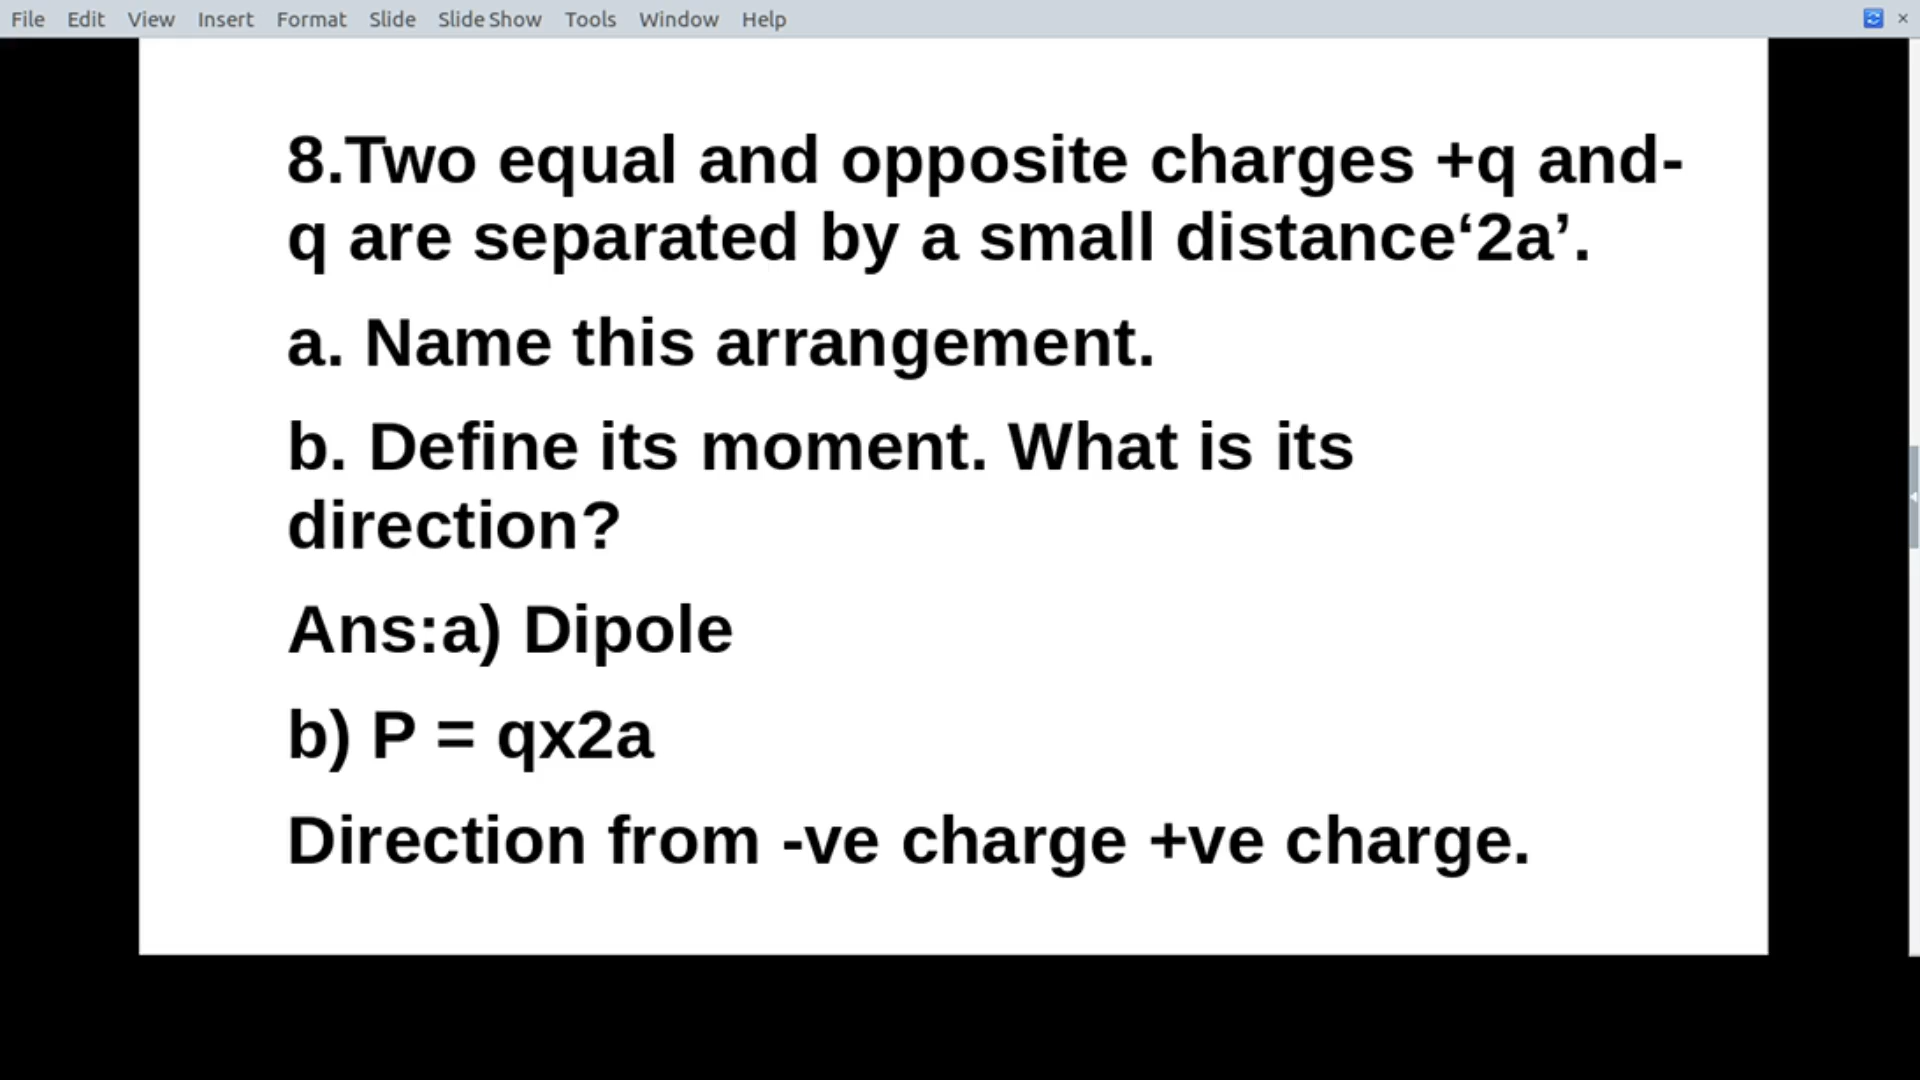 File Edit View Insert Format Slide Slide Show Tools Window Help
8.Two equal and opposite charges +q and-
q are separated by a small distance‘2a’.
a. Name this arrangement.
b. Define its moment. What is its
direction?
Ans:a) Dipole
b) P = qx2a
Direction from -ve charge +ve charge.